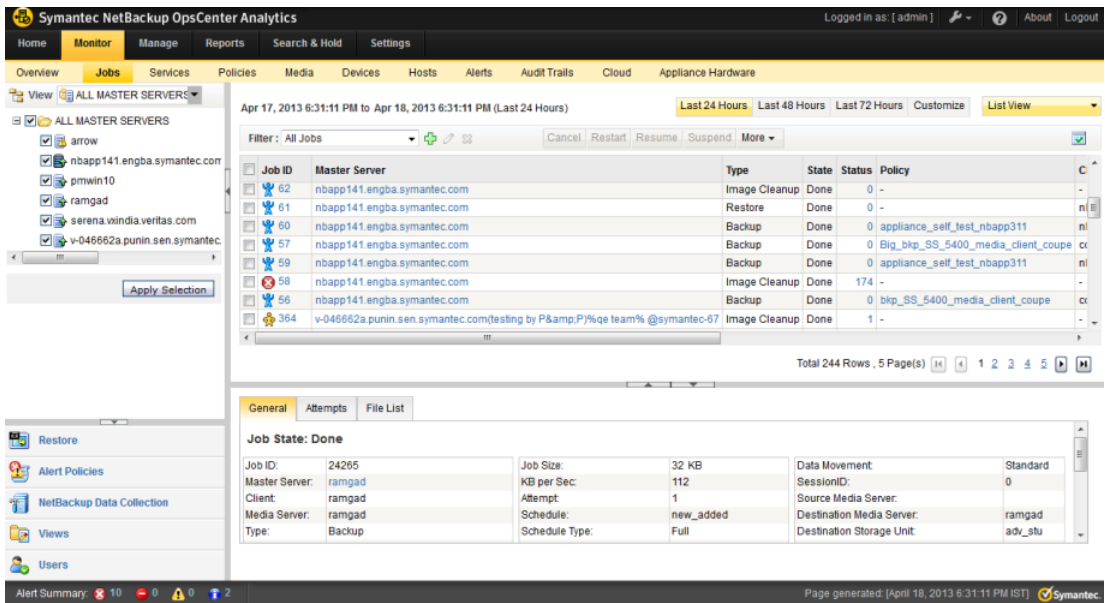 Symantec NetBackup OpsCenter Analytics
Logged in as: [ admin ] About Logout
Home Monitor Manage Reports Search & Hold Settings
Overview Jobs Services Policies Media Devices Hosts Alerts Audit Trails Cloud Appliance Hardware
View ALL MASTER SERVERS
ALL MASTER SERVERS
arrow
nbapp141.engba.symantec.com
pmwin10
ramgad
serena.vxindia.veritas.com
v-046662a.punin.sen.symantec.
Apply Selection
Restore
Alert Policies
NetBackup Data Collection
Views
Users
Apr 17, 2013 6:31:11 PM to Apr 18, 2013 6:31:11 PM (Last 24 Hours)
Last 24 Hours Last 48 Hours Last 72 Hours Customize List View
Filter : All Jobs Cancel Restart Resume Suspend More
Job ID Master Server Type State Status Policy
62 nbapp141.engba.symantec.com Image Cleanup Done 0 - -
61 nbapp141.engba.symantec.com Restore Done 0 -
60 nbapp141.engba.symantec.com Backup Done 0 appliance_self_test_nbapp311
57 nbapp141.engba.symantec.com Backup Done 0 Big_bkp_SS_5400_media_client_coupe
59 nbapp141.engba.symantec.com Backup Done 0 appliance_self_test_nbapp311
58 nbapp141.engba.symantec.com Image Cleanup Done 174 - -
56 nbapp141.engba.symantec.com Backup Done 0 bkp_SS_5400_media_client_coupe
364 v-046662a.punin.sen.symantec.com(testing by P&amp;P)%qe team% @symantec-67 Image Cleanup Done 1 - -
Total 244 Rows , 5 Page(s) 1 2 3 4 5
General Attempts File List
Job State: Done
Job ID: 24265 Job Size: 32 KB Data Movement: Standard
Master Server: ramgad KB per Sec: 112 SessionID: 0
Client: ramgad Attempt: 1 Source Media Server:
Media Server: ramgad Schedule: new_added Destination Media Server: ramgad
Type: Backup Schedule Type: Full Destination Storage Unit: adv_stu
Alert Summary: 10 0 0 2
Page generated: [April 18, 2013 6:31:11 PM IST] Symantec.